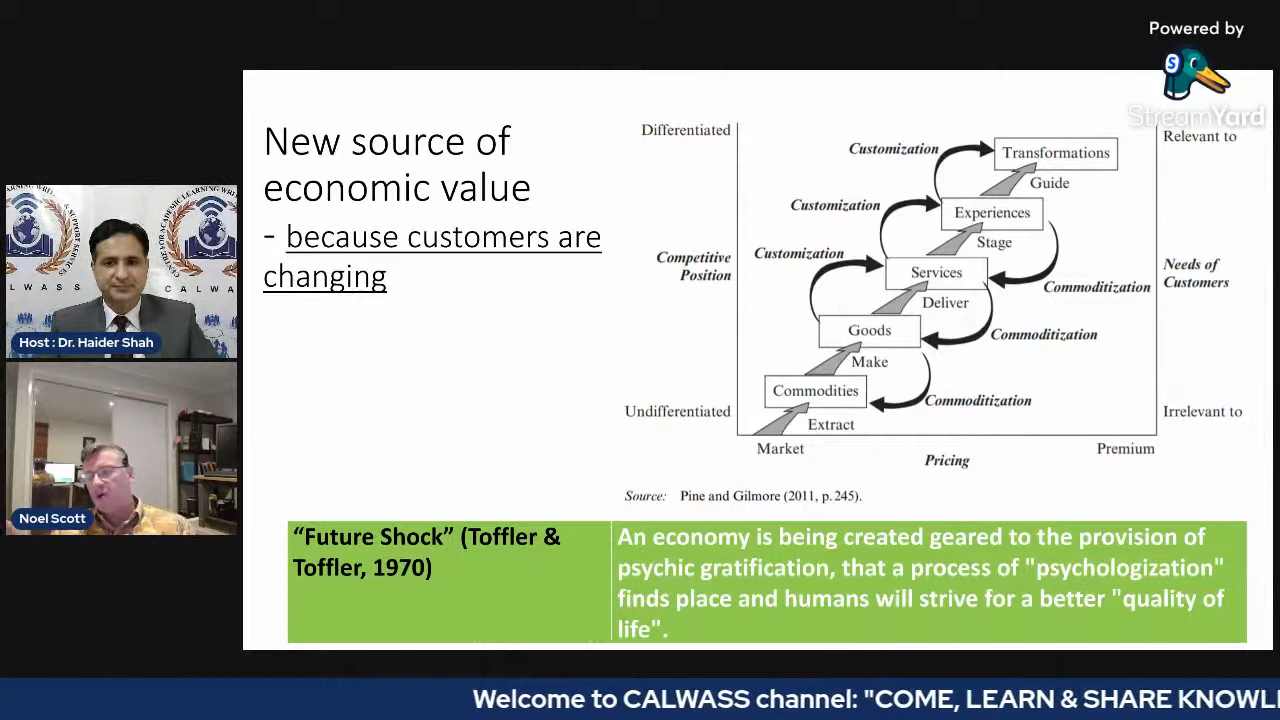 Powered by
StreamYard
New source of
economic value
- because customers are
changing
Differentiated
Competitive
Position
Undifferentiated
Relevant to
Needs of
Customers
Irrelevant to
Customization
Transformations
Guide
Customization
Experiences
Stage
Customization
Services
Deliver
Commoditization
Goods
Make
Commoditization
Commodities
Extract
Commoditization
Market
Premium
Pricing
Source: Pine and Gilmore (2011, p. 245).
"Future Shock" (Toffler &
Toffler, 1970)
An economy is being created geared to the provision of
psychic gratification, that a process of "psychologization"
finds place and humans will strive for a better "quality of
life".
Host : Dr. Haider Shah
Noel Scott
Welcome to CALWASS channel: "COME, LEARN & SHARE KNOWL